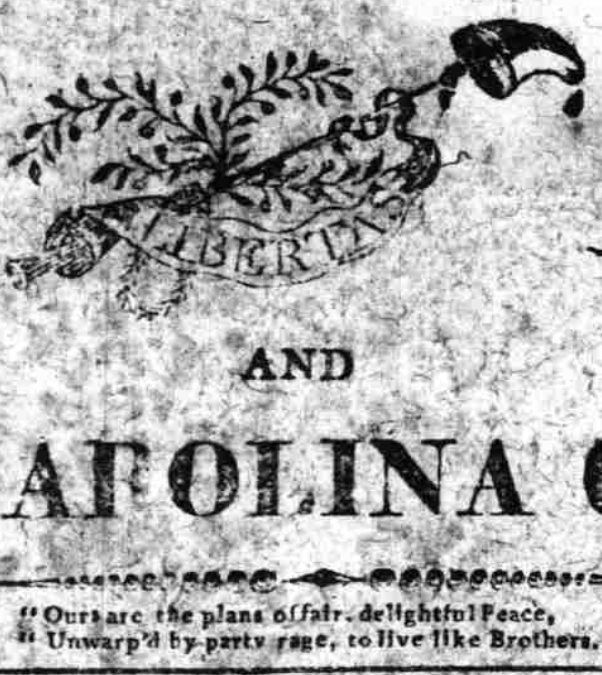 LIBERTAS
AND
AROLINA
"Ours are the plans of fair, delightful Peace,
"Unwarp'd by party rage, to live like Brothers.